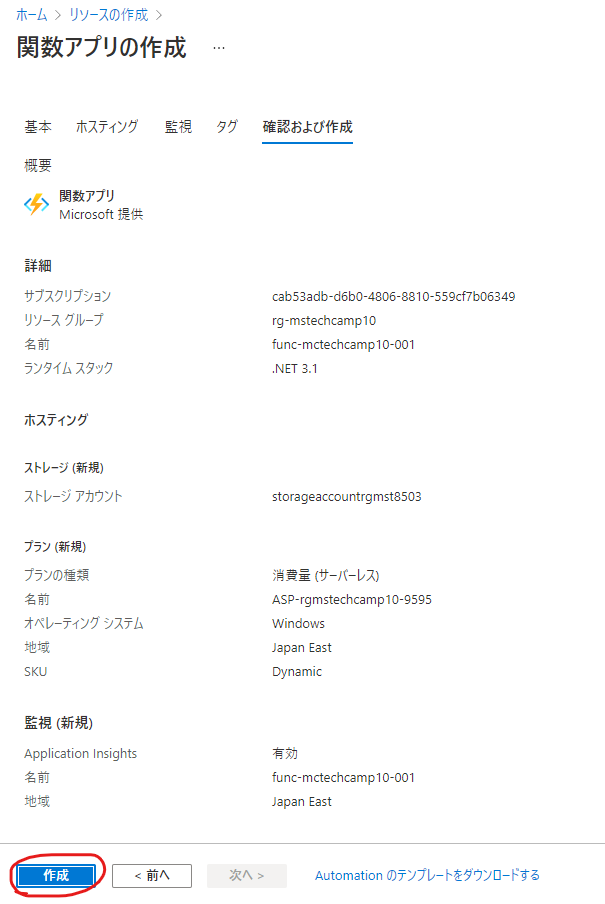 ホーム > リソースの作成 >
関数アプリの作成 …
基本 ホスティング 監視 タグ 確認および作成
概要
関数アプリ
Microsoft 提供
詳細
サブスクリプション cab53adb-d6b0-4806-8810-559cf7b06349
リソース グループ rg-mstechcamp10
名前 func-mctechcamp10-001
ランタイム スタック .NET 3.1
ホスティング
ストレージ (新規)
ストレージ アカウント storageaccountrgmst8503
プラン (新規)
プランの種類 消費量 (サーバーレス)
名前 ASP-rgmstechcamp10-9595
オペレーティング システム Windows
地域 Japan East
SKU Dynamic
監視 (新規)
Application Insights 有効
名前 func-mctechcamp10-001
地域 Japan East
作成 < 前へ 次へ > Automation のテンプレートをダウンロードする